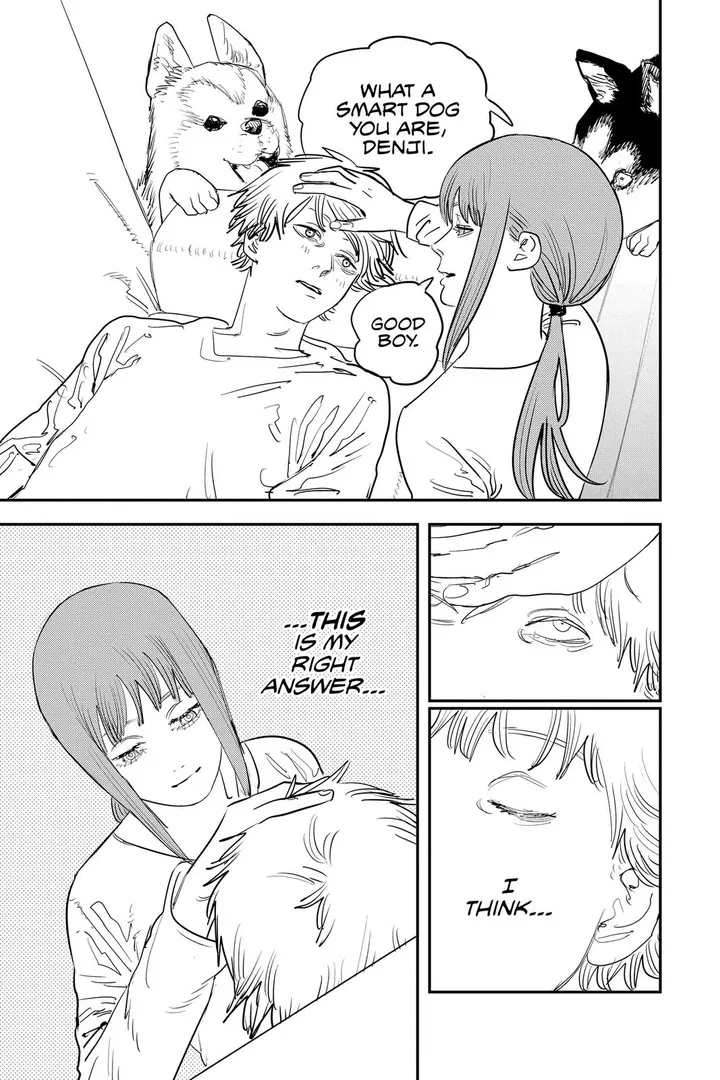 WHAT A
SMART DOG
YOU ARE,
DENJI.
GOOD
BOY.
I
THINK...
...THIS
IS MY
RIGHT
ANSWER...